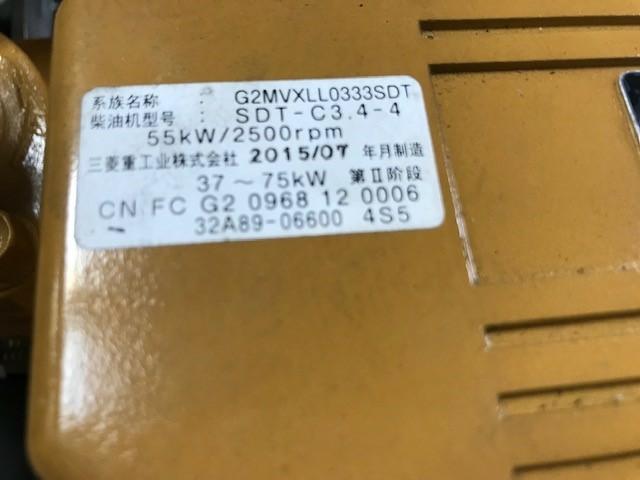 系族名称 : G2MVXLL0333SDT
柴油机型号 : SDT-C3.4-4
55kW/2500rpm
三菱重工业株式会社 2015/07 年月制造
37~75kW 第II阶段
CN FC G2 0968 12 0006
32A89-06600 4S5